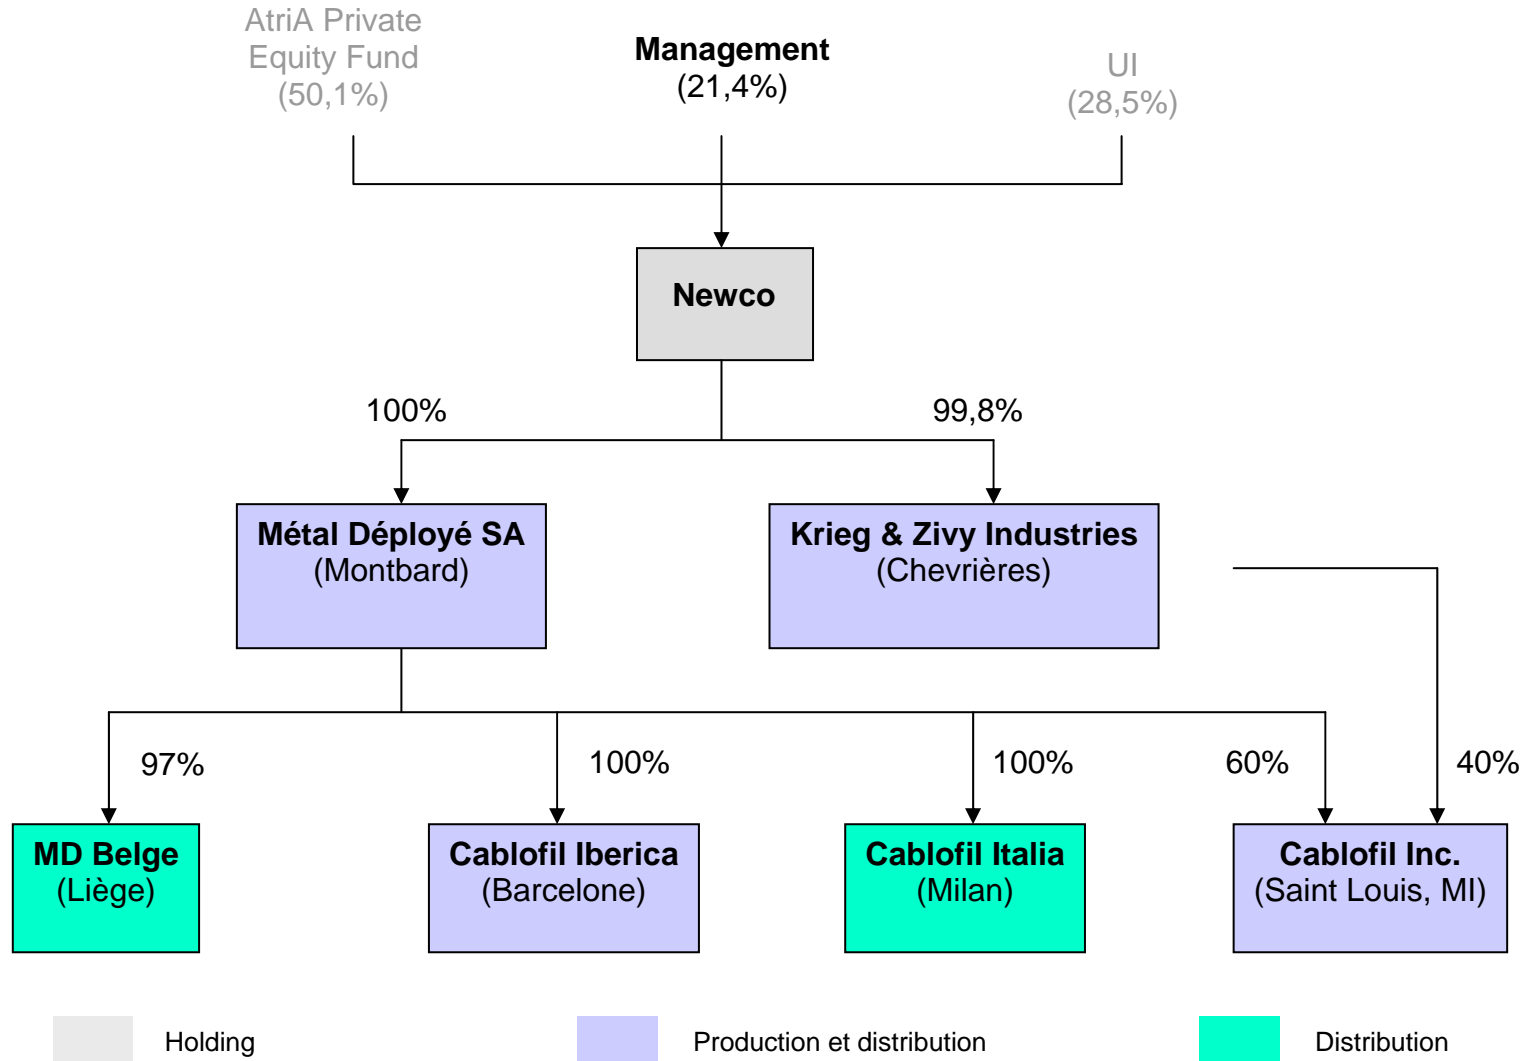 AtriA Private
Equity Fund
(50,1%)
Management
(21,4%)
UI
(28,5%)
Newco
100%
99,8%
Métal Déployé SA
(Montbard)
Krieg & Zivy Industries
(Chevrières)
97%
100%
100%
60%
40%
MD Belge
(Liège)
Cablofil Iberica
(Barcelone)
Cablofil Italia
(Milan)
Cablofil Inc.
(Saint Louis, MI)
Holding
Production et distribution
Distribution